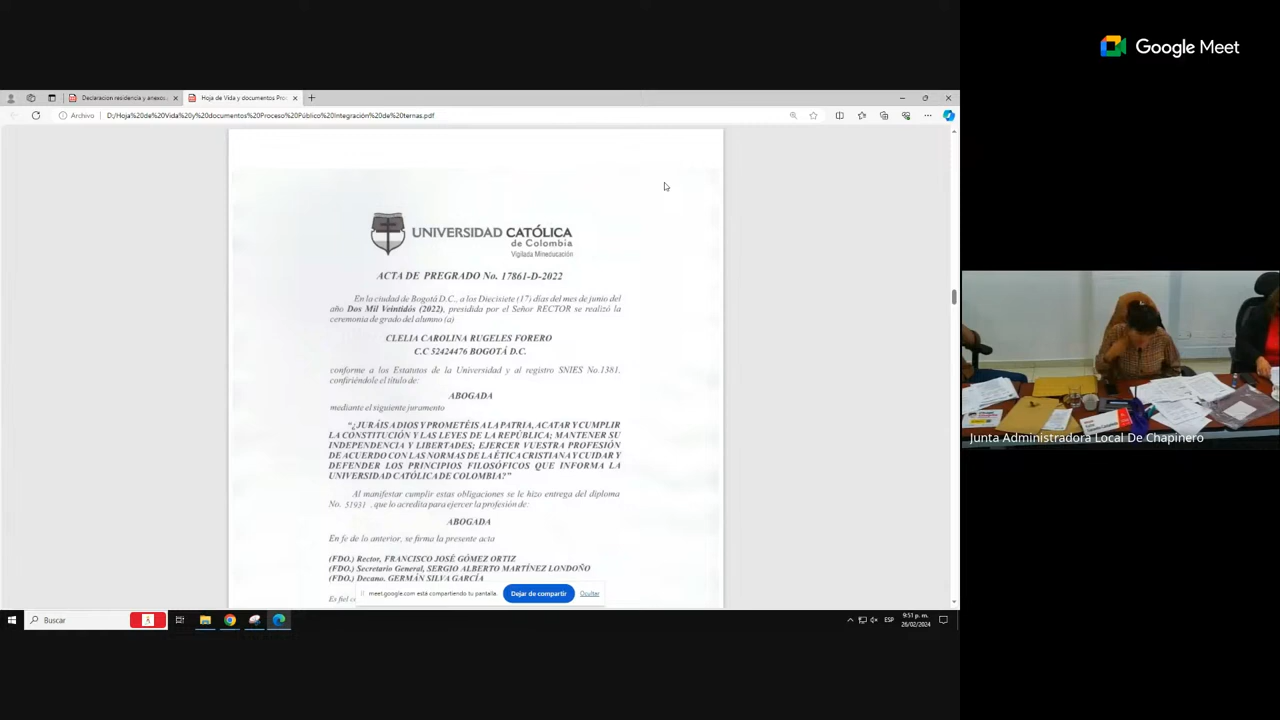 Google Meet
Declaracion residencia y anexos
Hoja de Vida y documentos Pro
Archivo
D:/Hoja%20de%20Vida%20y%20documentos%20Proceso%20Público%20Integración%20de%20ternas.pdf
UNIVERSIDAD CATÓLICA
de Colombia
Vigilada Mineducación
ACTA DE PREGRADO No. 17861-D-2022
En la ciudad de Bogotá D.C., a los Diecisiete (17) días del mes de junio del
año Dos Mil Veintidós (2022), presidida por el Señor RECTOR se realizó la
ceremonia de grado del alumno (a)
CLELIA CAROLINA RUGELES FORERO
C.C 52424476 BOGOTÁ D.C.
conforme a los Estatutos de la Universidad y al registro SNIES No.1381,
confiriéndole el título de:
ABOGADA
mediante el siguiente juramento
“¿JURÁIS A DIOS Y PROMETÉIS A LA PATRIA, ACATAR Y CUMPLIR
LA CONSTITUCIÓN Y LAS LEYES DE LA REPÚBLICA; MANTENER SU
INDEPENDENCIA Y LIBERTADES; EJERCER VUESTRA PROFESIÓN
DE ACUERDO CON LAS NORMAS DE LA ÉTICA CRISTIANA Y CUIDAR Y
DEFENDER LOS PRINCIPIOS FILOSÓFICOS QUE INFORMA LA
UNIVERSIDAD CATÓLICA DE COLOMBIA?”
Al manifestar cumplir estas obligaciones se le hizo entrega del diploma
No. 51931 , que lo acredita para ejercer la profesión de:
ABOGADA
En fe de lo anterior, se firma la presente acta
(FDO.) Rector, FRANCISCO JOSÉ GÓMEZ ORTIZ
(FDO.) Secretario General, SERGIO ALBERTO MARTÍNEZ LONDOÑO
(FDO.) Decano, GERMÁN SILVA GARCÍA
Es fiel
meet.google.com está compartiendo tu pantalla.
Dejar de compartir
Ocultar
Junta Administradora Local De Chapinero
Buscar
ESP
9:51 p. m.
26/02/2024